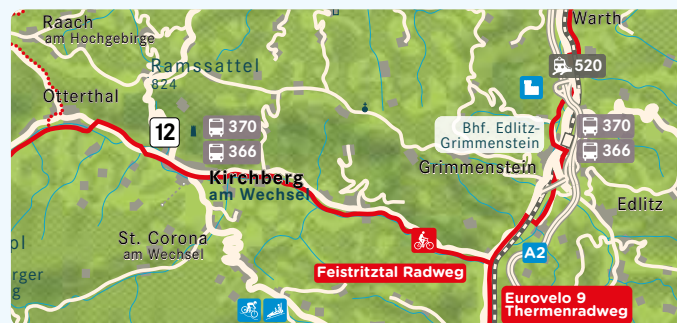 Raach
am Hochgebirge
Warth
Ramssattel
824
520
Otterthal
12
370
366
Bhf. Edlitz-
Grimmenstein
370
366
Grimmenstein
Kirchberg
am Wechsel
Edlitz
St. Corona
am Wechsel
A2
Feistritztal Radweg
Eurovelo 9
Thermenradweg